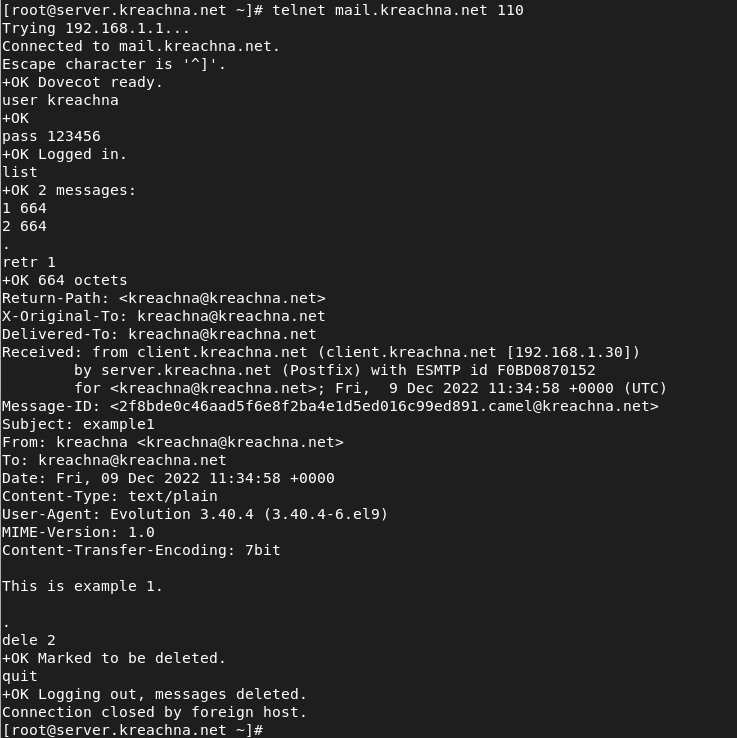 [root@server.kreachna.net ~]# telnet mail.kreachna.net 110
Trying 192.168.1.1...
Connected to mail.kreachna.net.
Escape character is '^]'.
+OK Dovecot ready.
user kreachna
+OK
pass 123456
+OK Logged in.
list
+OK 2 messages:
1 664
2 664
.
retr 1
+OK 664 octets
Return-Path: <kreachna@kreachna.net>
X-Original-To: kreachna@kreachna.net
Delivered-To: kreachna@kreachna.net
Received: from client.kreachna.net (client.kreachna.net [192.168.1.30])
        by server.kreachna.net (Postfix) with ESMTP id F0BD0870152
        for <kreachna@kreachna.net>; Fri,  9 Dec 2022 11:34:58 +0000 (UTC)
Message-ID: <2f8bde0c46aad5f6e8f2ba4e1d5ed016c99ed891.camel@kreachna.net>
Subject: example1
From: kreachna <kreachna@kreachna.net>
To: kreachna@kreachna.net
Date: Fri, 09 Dec 2022 11:34:58 +0000
Content-Type: text/plain
User-Agent: Evolution 3.40.4 (3.40.4-6.el9)
MIME-Version: 1.0
Content-Transfer-Encoding: 7bit

This is example 1.

.
dele 2
+OK Marked to be deleted.
quit
+OK Logging out, messages deleted.
Connection closed by foreign host.
[root@server.kreachna.net ~]#